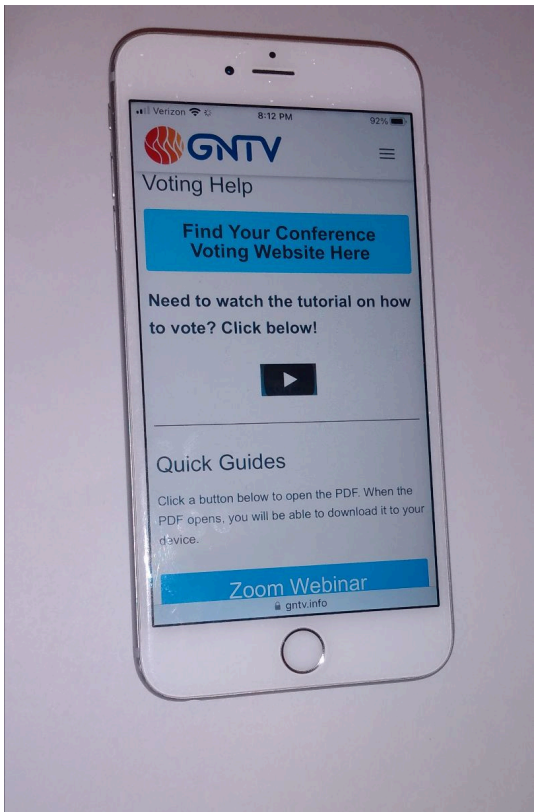 Verizon
8:12 PM
92%
GNTV
Voting Help
Find Your Conference
Voting Website Here
Need to watch the tutorial on how
to vote? Click below!
Quick Guides
Click a button below to open the PDF. When the
PDF opens, you will be able to download it to your
device.
Zoom Webinar
gntv.info